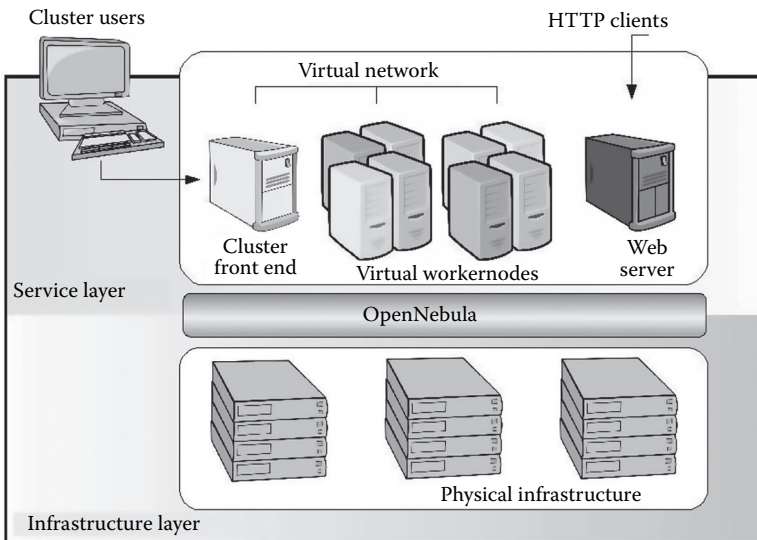 Cluster users
HTTP clients
Virtual network
Cluster
front end
Virtual workernodes
Web
server
Service layer
OpenNebula
Physical infrastructure
Infrastructure layer